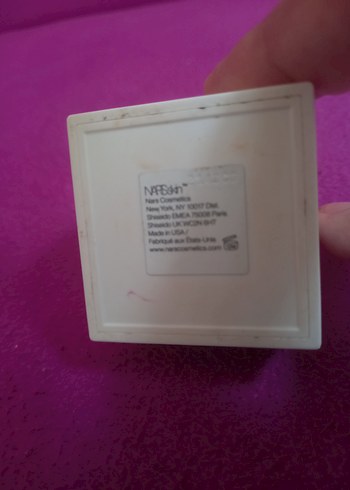 NARSskin™
Nars Cosmetics
New York, NY 10017 Dist.
Shiseido EMEA 75008 Paris
Shiseido UK WC2N 6HT
Made in USA /
Fabriqué aux États-Unis
www.narscosmetics.com